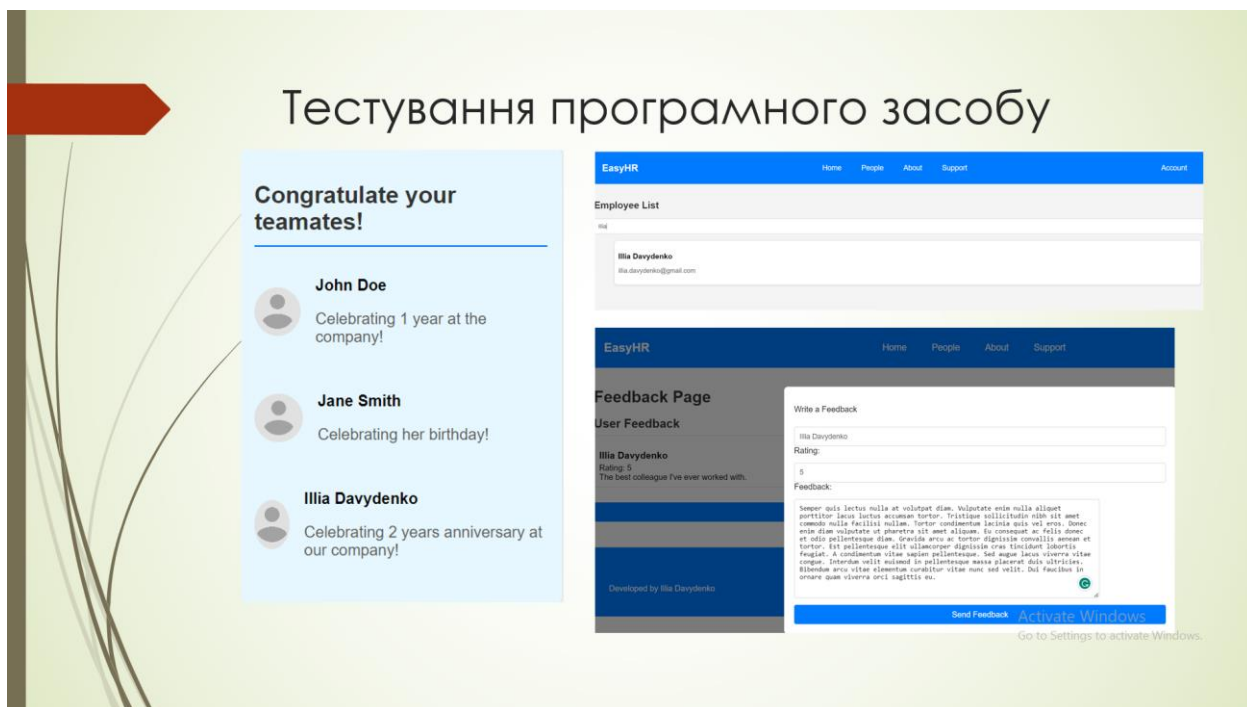 Тестування програмного засобу
Congratulate your
teamates!
John Doe
Celebrating 1 year at the
company!
Jane Smith
Celebrating her birthday!
Illia Davydenko
Celebrating 2 years anniversary at
our company!
EasyHR Home People About Support Account
Employee List
Illia Davydenko
illia.davydenko@gmail.com
EasyHR Home People About Support
Feedback Page
User Feedback
Illia Davydenko
Rating: 5
The best colleague I've ever worked with.
Developed by Illia Davydenko
Write a Feedback
Illia Davydenko
Rating:
5
Feedback:
Semper quis lectus nulla at volutpat diam. Vulputate enim nulla aliquet
porttitor lacus luctus accumsan tortor. Tristique sollicitudin nibh sit amet
commodo nulla facilisi nullam. Tortor condimentum lacinia quis vel eros. Donec
enim diam vulputate ut pharetra sit amet aliquam. Eu consequat ac felis donec
et odio pellentesque diam. Gravida arcu ac tortor dignissim convallis aenean et
tortor. Est pellentesque elit ullamcorper dignissim cras tincidunt lobortis
feugiat. A condimentum vitae sapien pellentesque. Sed augue lacus viverra vitae
congue. Interdum velit euismod in pellentesque massa placerat duis ultricies.
Bibendum arcu vitae elementum curabitur vitae nunc sed velit. Dui faucibus in
ornare quam viverra orci sagittis eu.
Send Feedback
Activate Windows
Go to Settings to activate Windows.